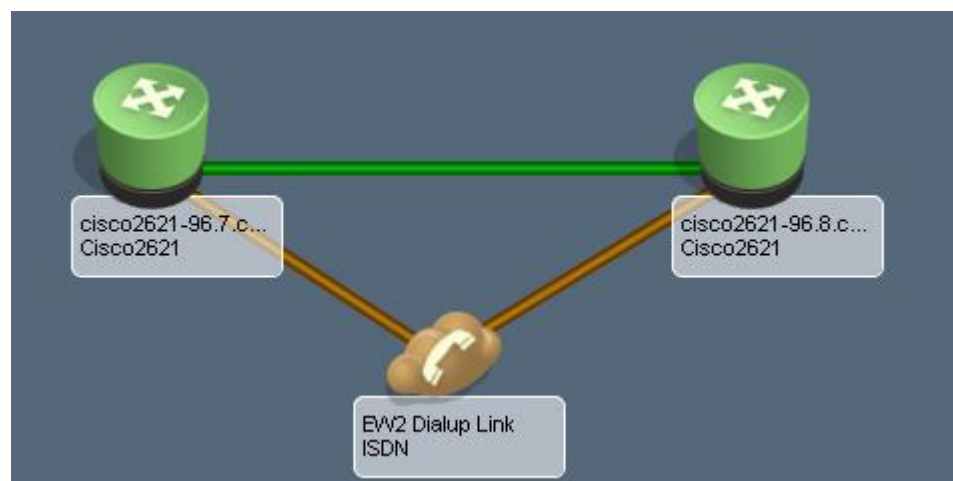 cisco2621-96.7.c...
Cisco2621
cisco2621-96.8.c...
Cisco2621
EW2 Dialup Link
ISDN